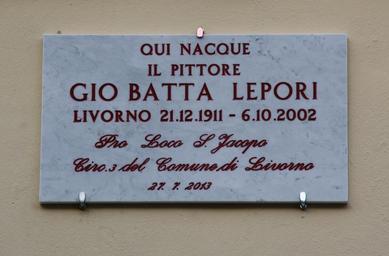 QUI NACQUE
IL PITTORE
GIO BATTA LEPORI
LIVORNO 21.12.1911 - 6.10.2002
Pro Loco S. Jacopo
Circ. 3 del Comune di Livorno
27. 7. 2013